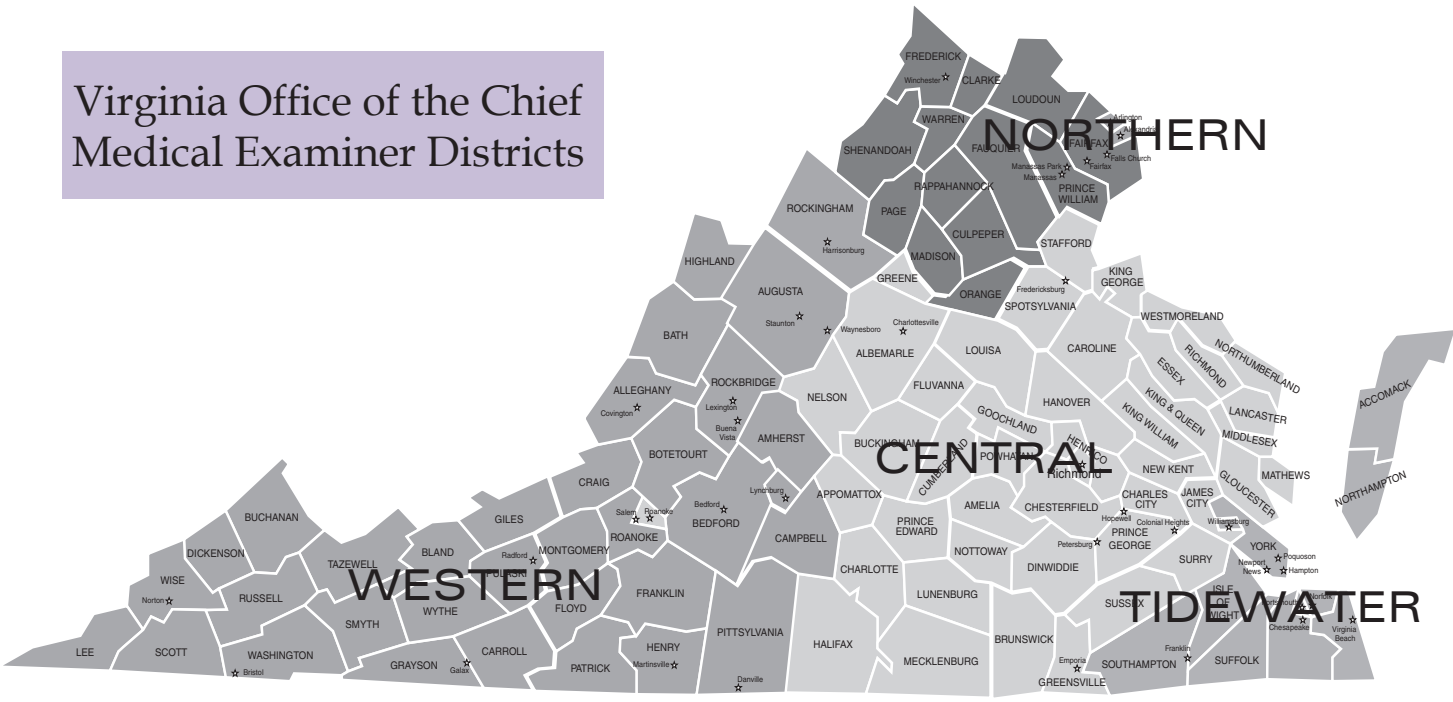 Virginia Office of the Chief
Medical Examiner Districts
FREDERICK
Winchester
CLARKE
LOUDOUN
WARREN
Arlington
Alexandria
NORTHERN
SHENANDOAH
FAUQUIER
FAIRFAX
Falls Church
Manassas Park
Fairfax
Manassas
RAPPAHANNOCK
PRINCE
WILLIAM
ROCKINGHAM
PAGE
CULPEPER
STAFFORD
Harrisonburg
MADISON
HIGHLAND
GREENE
KING
GEORGE
AUGUSTA
Fredericksburg
ORANGE
SPOTSYLVANIA
WESTMORELAND
Staunton
Waynesboro
Charlottesville
BATH
ALBEMARLE
LOUISA
CAROLINE
ESSEX
RICHMOND
NORTHUMBERLAND
ALLEGHANY
ROCKBRIDGE
FLUVANNA
ACCOMACK
Covington
Lexington
NELSON
HANOVER
Buena
Vista
GOOCHLAND
KING & QUEEN
KING WILLIAM
LANCASTER
AMHERST
BUCKINGHAM
CENTRAL
HENRICO
MIDDLESEX
BOTETOURT
CUMBERLAND
POWHATAN
Richmond
NEW KENT
MATHEWS
CRAIG
Lynchburg
APPOMATTOX
CHARLES
CITY
JAMES
CITY
GLOUCESTER
NORTHAMPTON
Bedford
BEDFORD
AMELIA
CHESTERFIELD
BUCHANAN
GILES
Salem
Roanoke
ROANOKE
Hopewell
Colonial Heights
Williamsburg
PRINCE
EDWARD
CAMPBELL
PRINCE
GEORGE
Petersburg
YORK
DICKENSON
BLAND
Radford
MONTGOMERY
NOTTOWAY
SURRY
Poquoson
TAZEWELL
PULASKI
CHARLOTTE
DINWIDDIE
Newport
News
Hampton
WISE
WESTERN
Norton
RUSSELL
WYTHE
FLOYD
FRANKLIN
LUNENBURG
SUSSEX
ISLE
OF
WIGHT
TIDEWATER
Portsmouth
Norfolk
SMYTH
Chesapeake
Virginia
Beach
LEE
SCOTT
WASHINGTON
CARROLL
HENRY
PITTSYLVANIA
HALIFAX
BRUNSWICK
Franklin
GRAYSON
Galax
PATRICK
Martinsville
MECKLENBURG
Emporia
SOUTHAMPTON
SUFFOLK
Bristol
Danville
GREENSVILLE